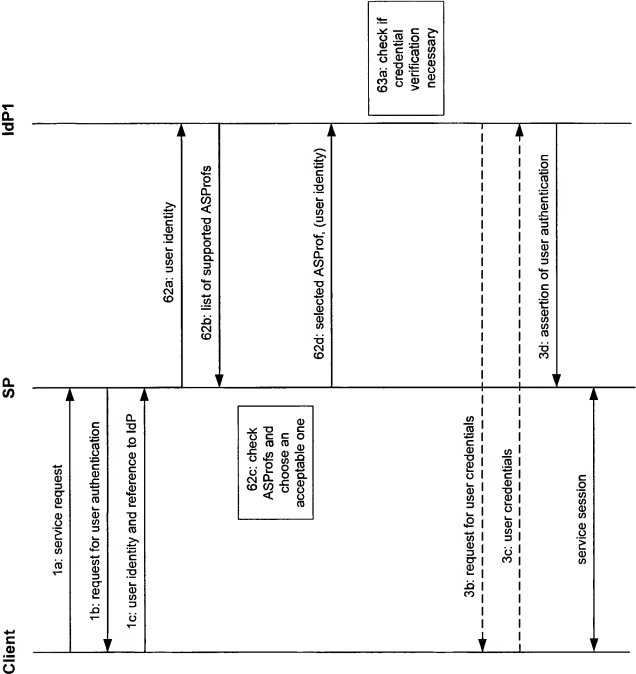 Client
SP
IdP1
1a: service request
1b: request for user authentication
1c: user identity and reference to IdP
62a: user identity
62b: list of supported ASProfs
62c: check
ASProfs and
choose an
acceptable one
62d: selected ASProf, (user identity)
63a: check if
credential
verification
necessary
3b: request for user credentials
3c: user credentials
3d: assertion of user authentication
service session